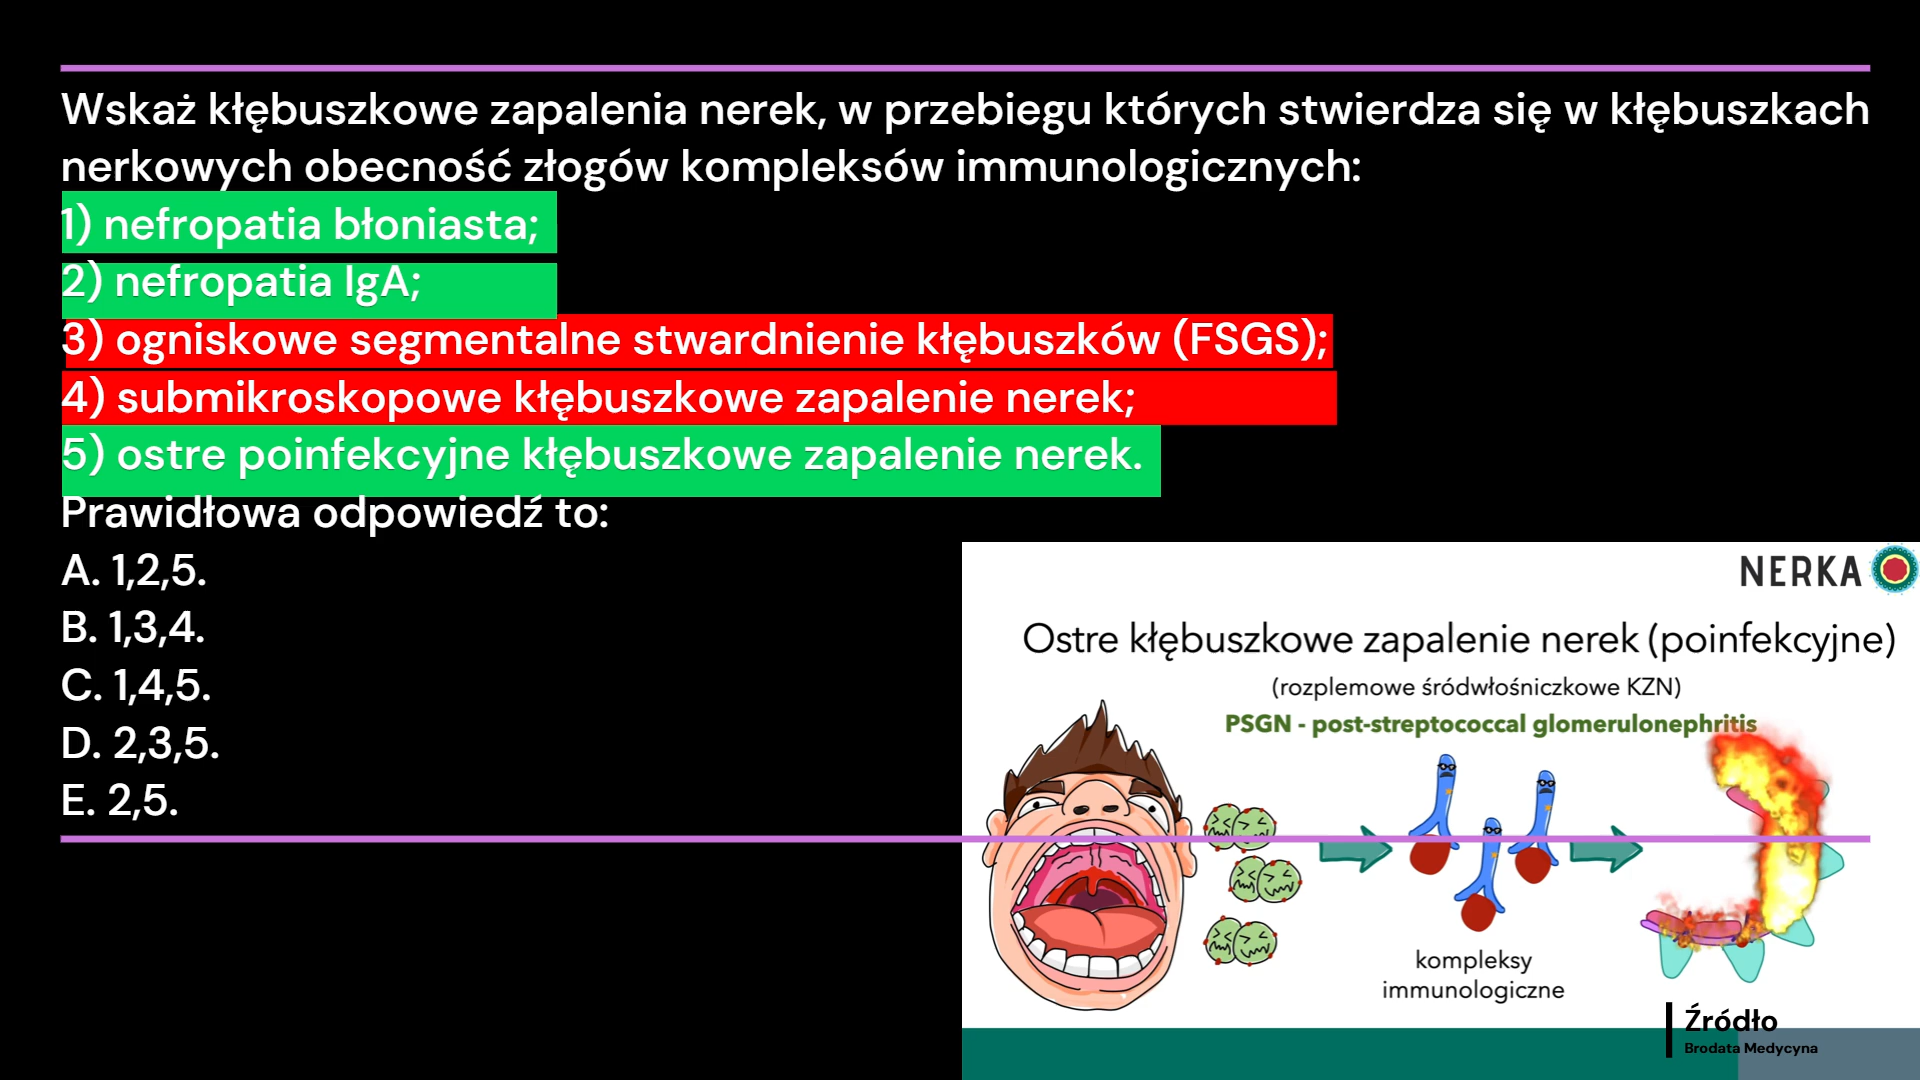 Wskaż kłębuszkowe zapalenia nerek, w przebiegu których stwierdza się w kłębuszkach
nerkowych obecność złogów kompleksów immunologicznych:
1) nefropatia błoniasta;
2) nefropatia IgA;
3) ogniskowe segmentalne stwardnienie kłębuszków (FSGS);
4) submikroskopowe kłębuszkowe zapalenie nerek;
5) ostre poinfekcyjne kłębuszkowe zapalenie nerek.
Prawidłowa odpowiedź to:
A. 1,2,5.
B. 1,3,4.
C. 1,4,5.
D. 2,3,5.
E. 2,5.
NERKA
Ostre kłębuszkowe zapalenie nerek (poinfekcyjne)
(rozplemowe śródwłośniczkowe KZN)
PSGN - post-streptococcal glomerulonephritis
kompleksy
immunologiczne
Źródło
Brodata Medycyna